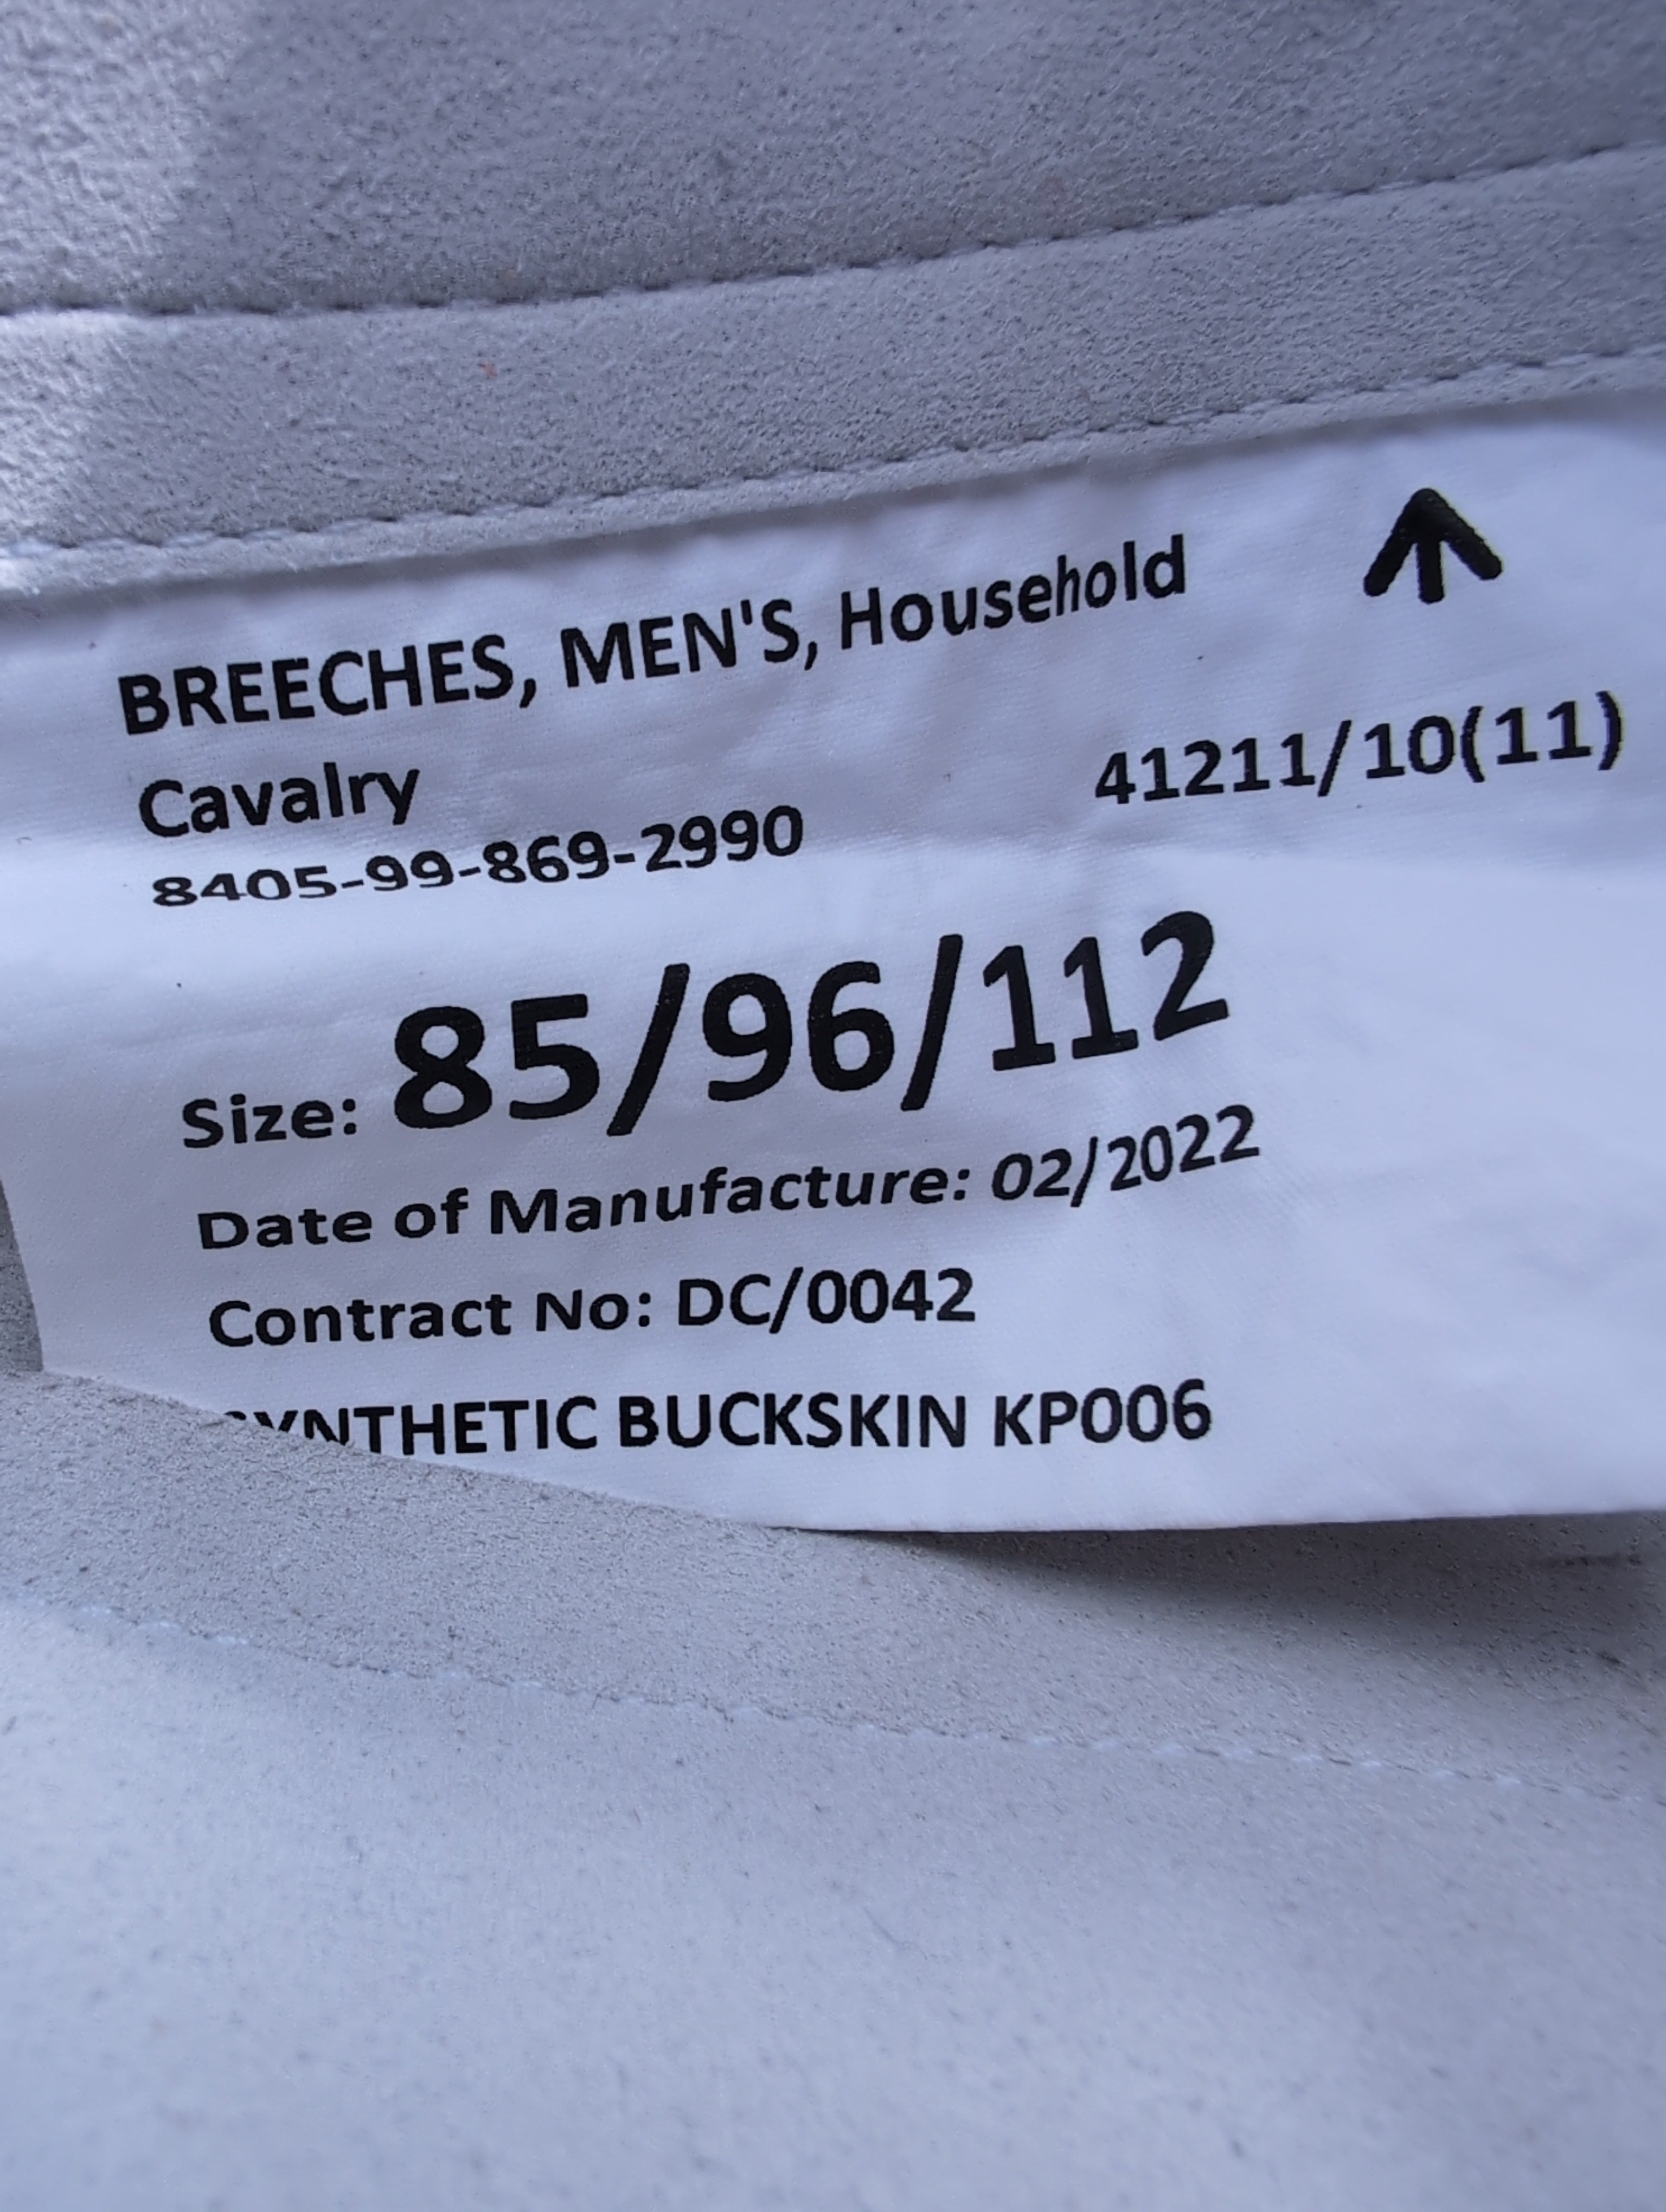 BREECHES, MEN'S, Household
Cavalry
41211/10(11)
8405-99-869-2990
Size: 85/96/112
Date of Manufacture: 02/2022
Contract No: DC/0042
SYNTHETIC BUCKSKIN KP006